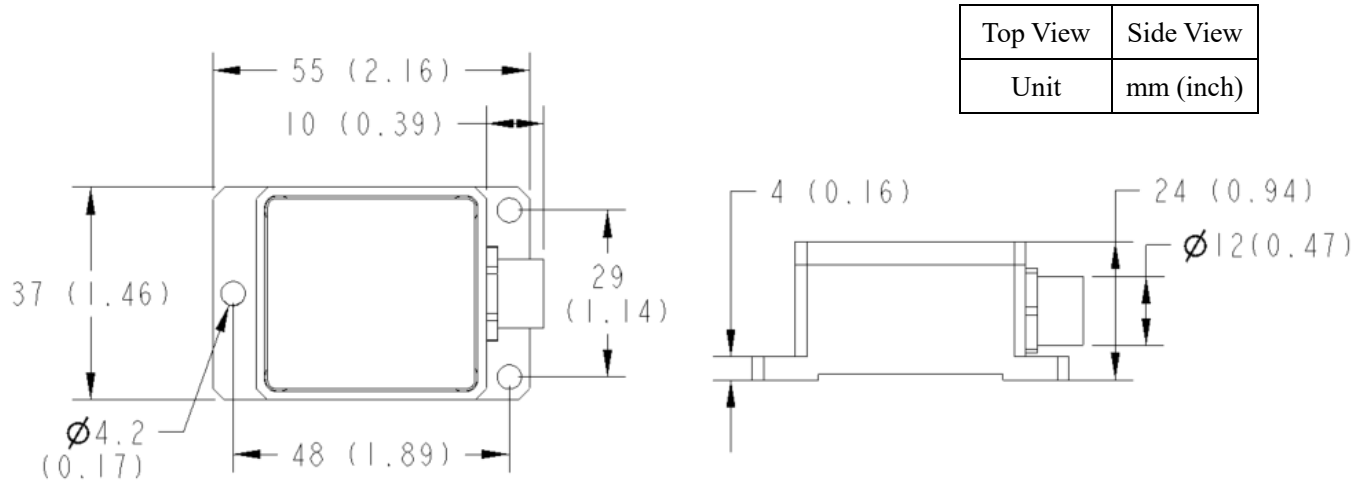 Top View Side View
Unit mm (inch)
55 (2.16)
10 (0.39)
4 (0.16)
24 (0.94)
Ø12(0.47)
37 (1.46)
29
(1.14)
Ø4.2
(0.17)
48 (1.89)